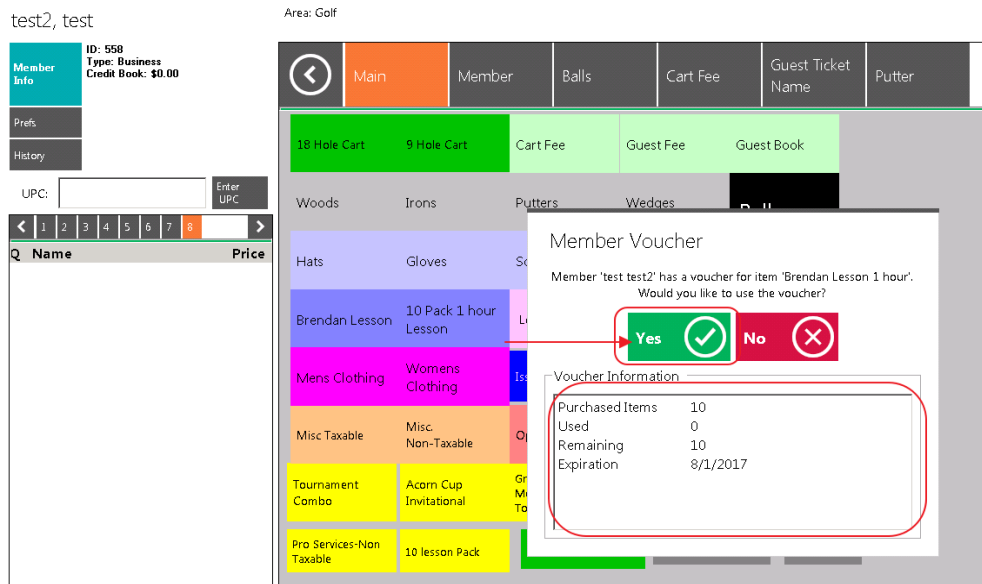 test2, test
Area: Golf
Member
Info
ID: 558
Type: Business
Credit Book: $0.00
Prefs
History
UPC:
Enter
UPC
1 2 3 4 5 6 7 8
Q Name Price
Main
Member
Balls
Cart Fee
Guest Ticket
Name
Putter
18 Hole Cart
9 Hole Cart
Cart Fee
Guest Fee
Guest Book
Woods
Irons
Putters
Wedges
Hats
Gloves
Brendan Lesson
10 Pack 1 hour
Lesson
Mens Clothing
Womens
Clothing
Misc Taxable
Misc.
Non-Taxable
Tournament
Combo
Acorn Cup
Invitational
Pro Services-Non
Taxable
10 lesson Pack
Member Voucher
Member 'test test2' has a voucher for item 'Brendan Lesson 1 hour'.
Would you like to use the voucher?
Yes
No
Voucher Information
Purchased Items 10
Used 0
Remaining 10
Expiration 8/1/2017